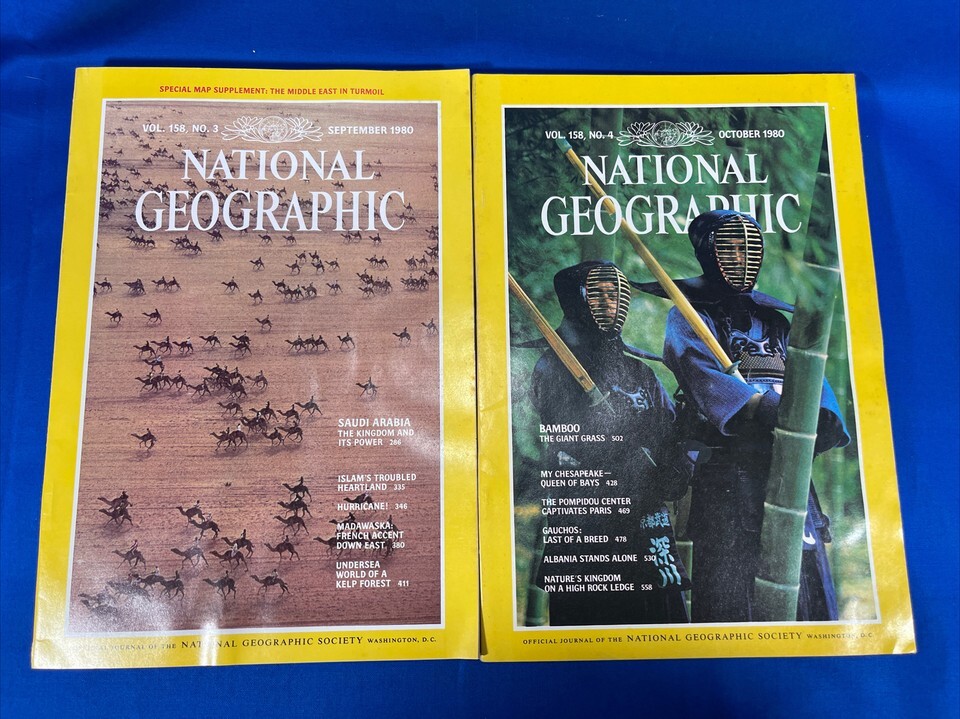 SPECIAL MAP SUPPLEMENT: THE MIDDLE EAST IN TURMOIL
VOL. 158, NO. 3
SEPTEMBER 1980
NATIONAL
GEOGRAPHIC
SAUDI ARABIA
THE KINGDOM AND
ITS POWER 286
ISLAM'S TROUBLED
HEARTLAND 335
HURRICANE! 346
MADAWASKA:
FRENCH ACCENT
DOWN EAST 380
UNDERSEA
WORLD OF A
KELP FOREST 411
JOURNAL OF THE NATIONAL GEOGRAPHIC SOCIETY WASHINGTON, D.C.
VOL. 158, NO. 4
OCTOBER 1980
NATIONAL
GEOGRAPHIC
BAMBOO
THE GIANT GRASS 502
MY CHESAPEAKE—
QUEEN OF BAYS 428
THE POMPIDOU CENTER
CAPTIVATES PARIS 469
GAUCHOS:
LAST OF A BREED 478
ALBANIA STANDS ALONE 530
NATURE'S KINGDOM
ON A HIGH ROCK LEDGE 558
深川
OFFICIAL JOURNAL OF THE NATIONAL GEOGRAPHIC SOCIETY WASHINGTON, D.C.